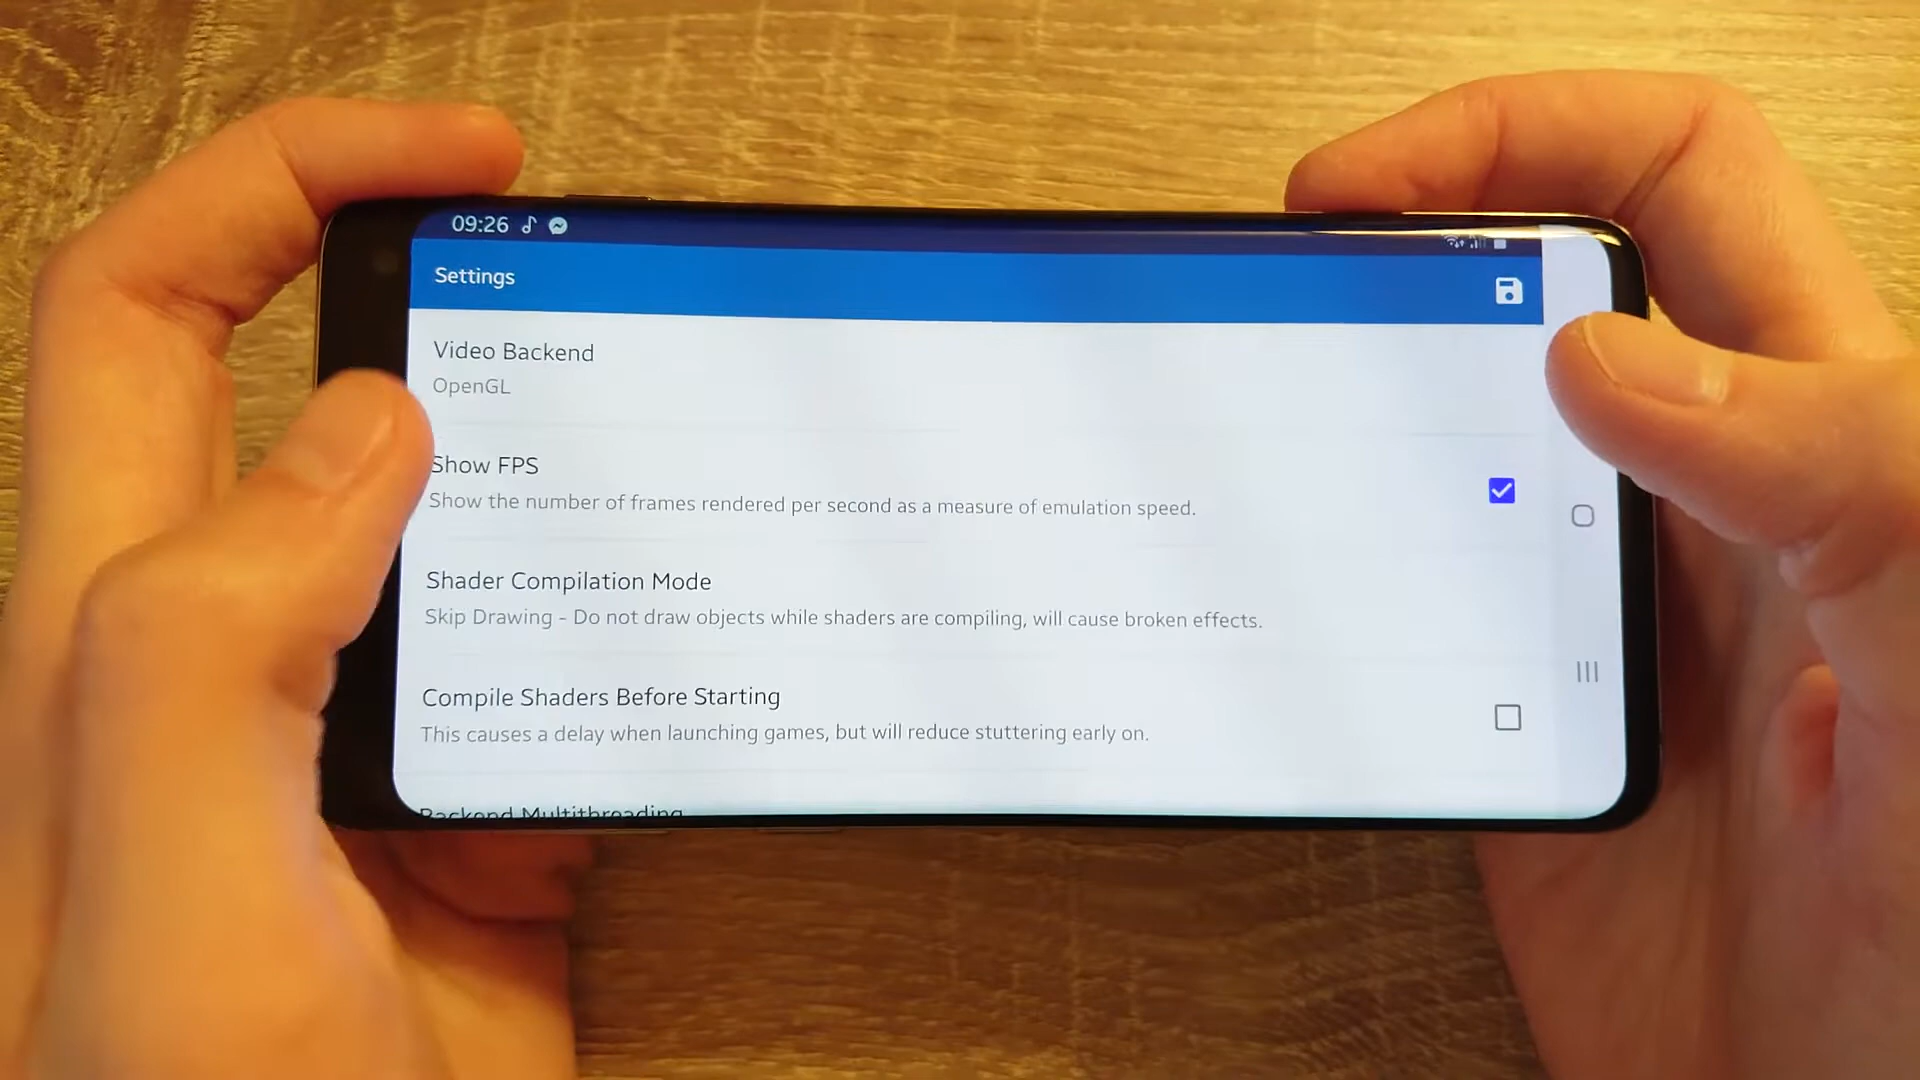 09:26
Settings
Video Backend
OpenGL
Show FPS
Show the number of frames rendered per second as a measure of emulation speed.
Shader Compilation Mode
Skip Drawing - Do not draw objects while shaders are compiling, will cause broken effects.
Compile Shaders Before Starting
This causes a delay when launching games, but will reduce stuttering early on.
Backend Multithreading